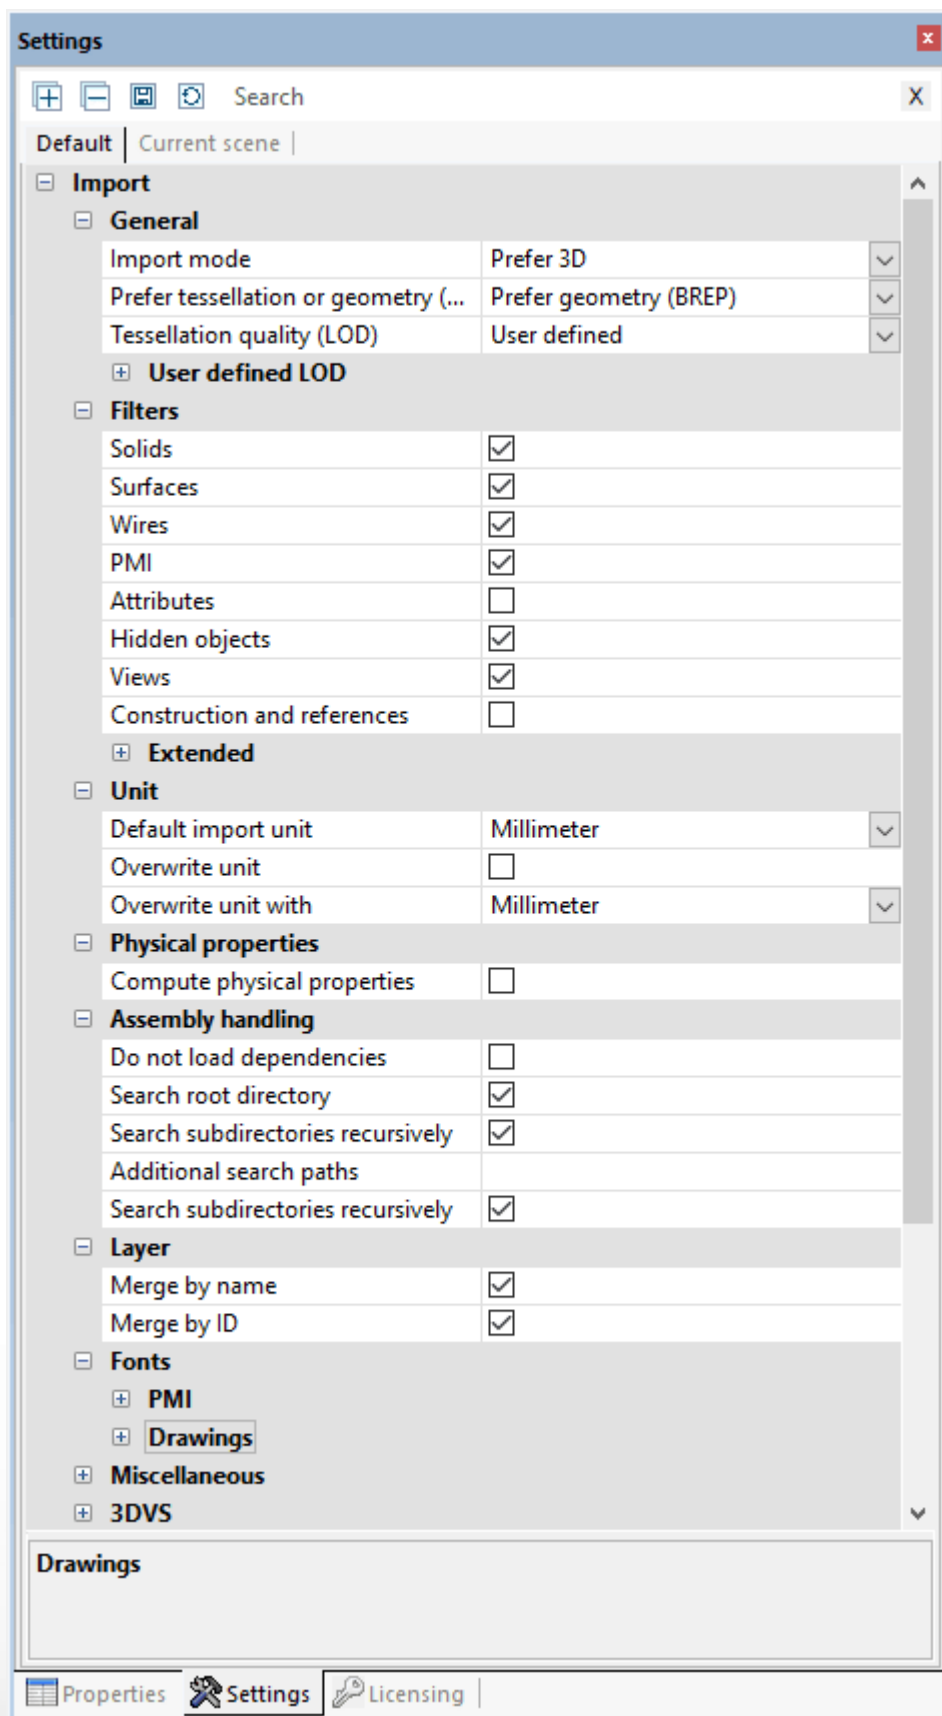 Settings
Search X
Default Current scene
Import
General
Import mode Prefer 3D
Prefer tessellation or geometry (... Prefer geometry (BREP)
Tessellation quality (LOD) User defined
User defined LOD
Filters
Solids
Surfaces
Wires
PMI
Attributes
Hidden objects
Views
Construction and references
Extended
Unit
Default import unit Millimeter
Overwrite unit
Overwrite unit with Millimeter
Physical properties
Compute physical properties
Assembly handling
Do not load dependencies
Search root directory
Search subdirectories recursively
Additional search paths
Search subdirectories recursively
Layer
Merge by name
Merge by ID
Fonts
PMI
Drawings
Miscellaneous
3DVS
Drawings
Properties Settings Licensing